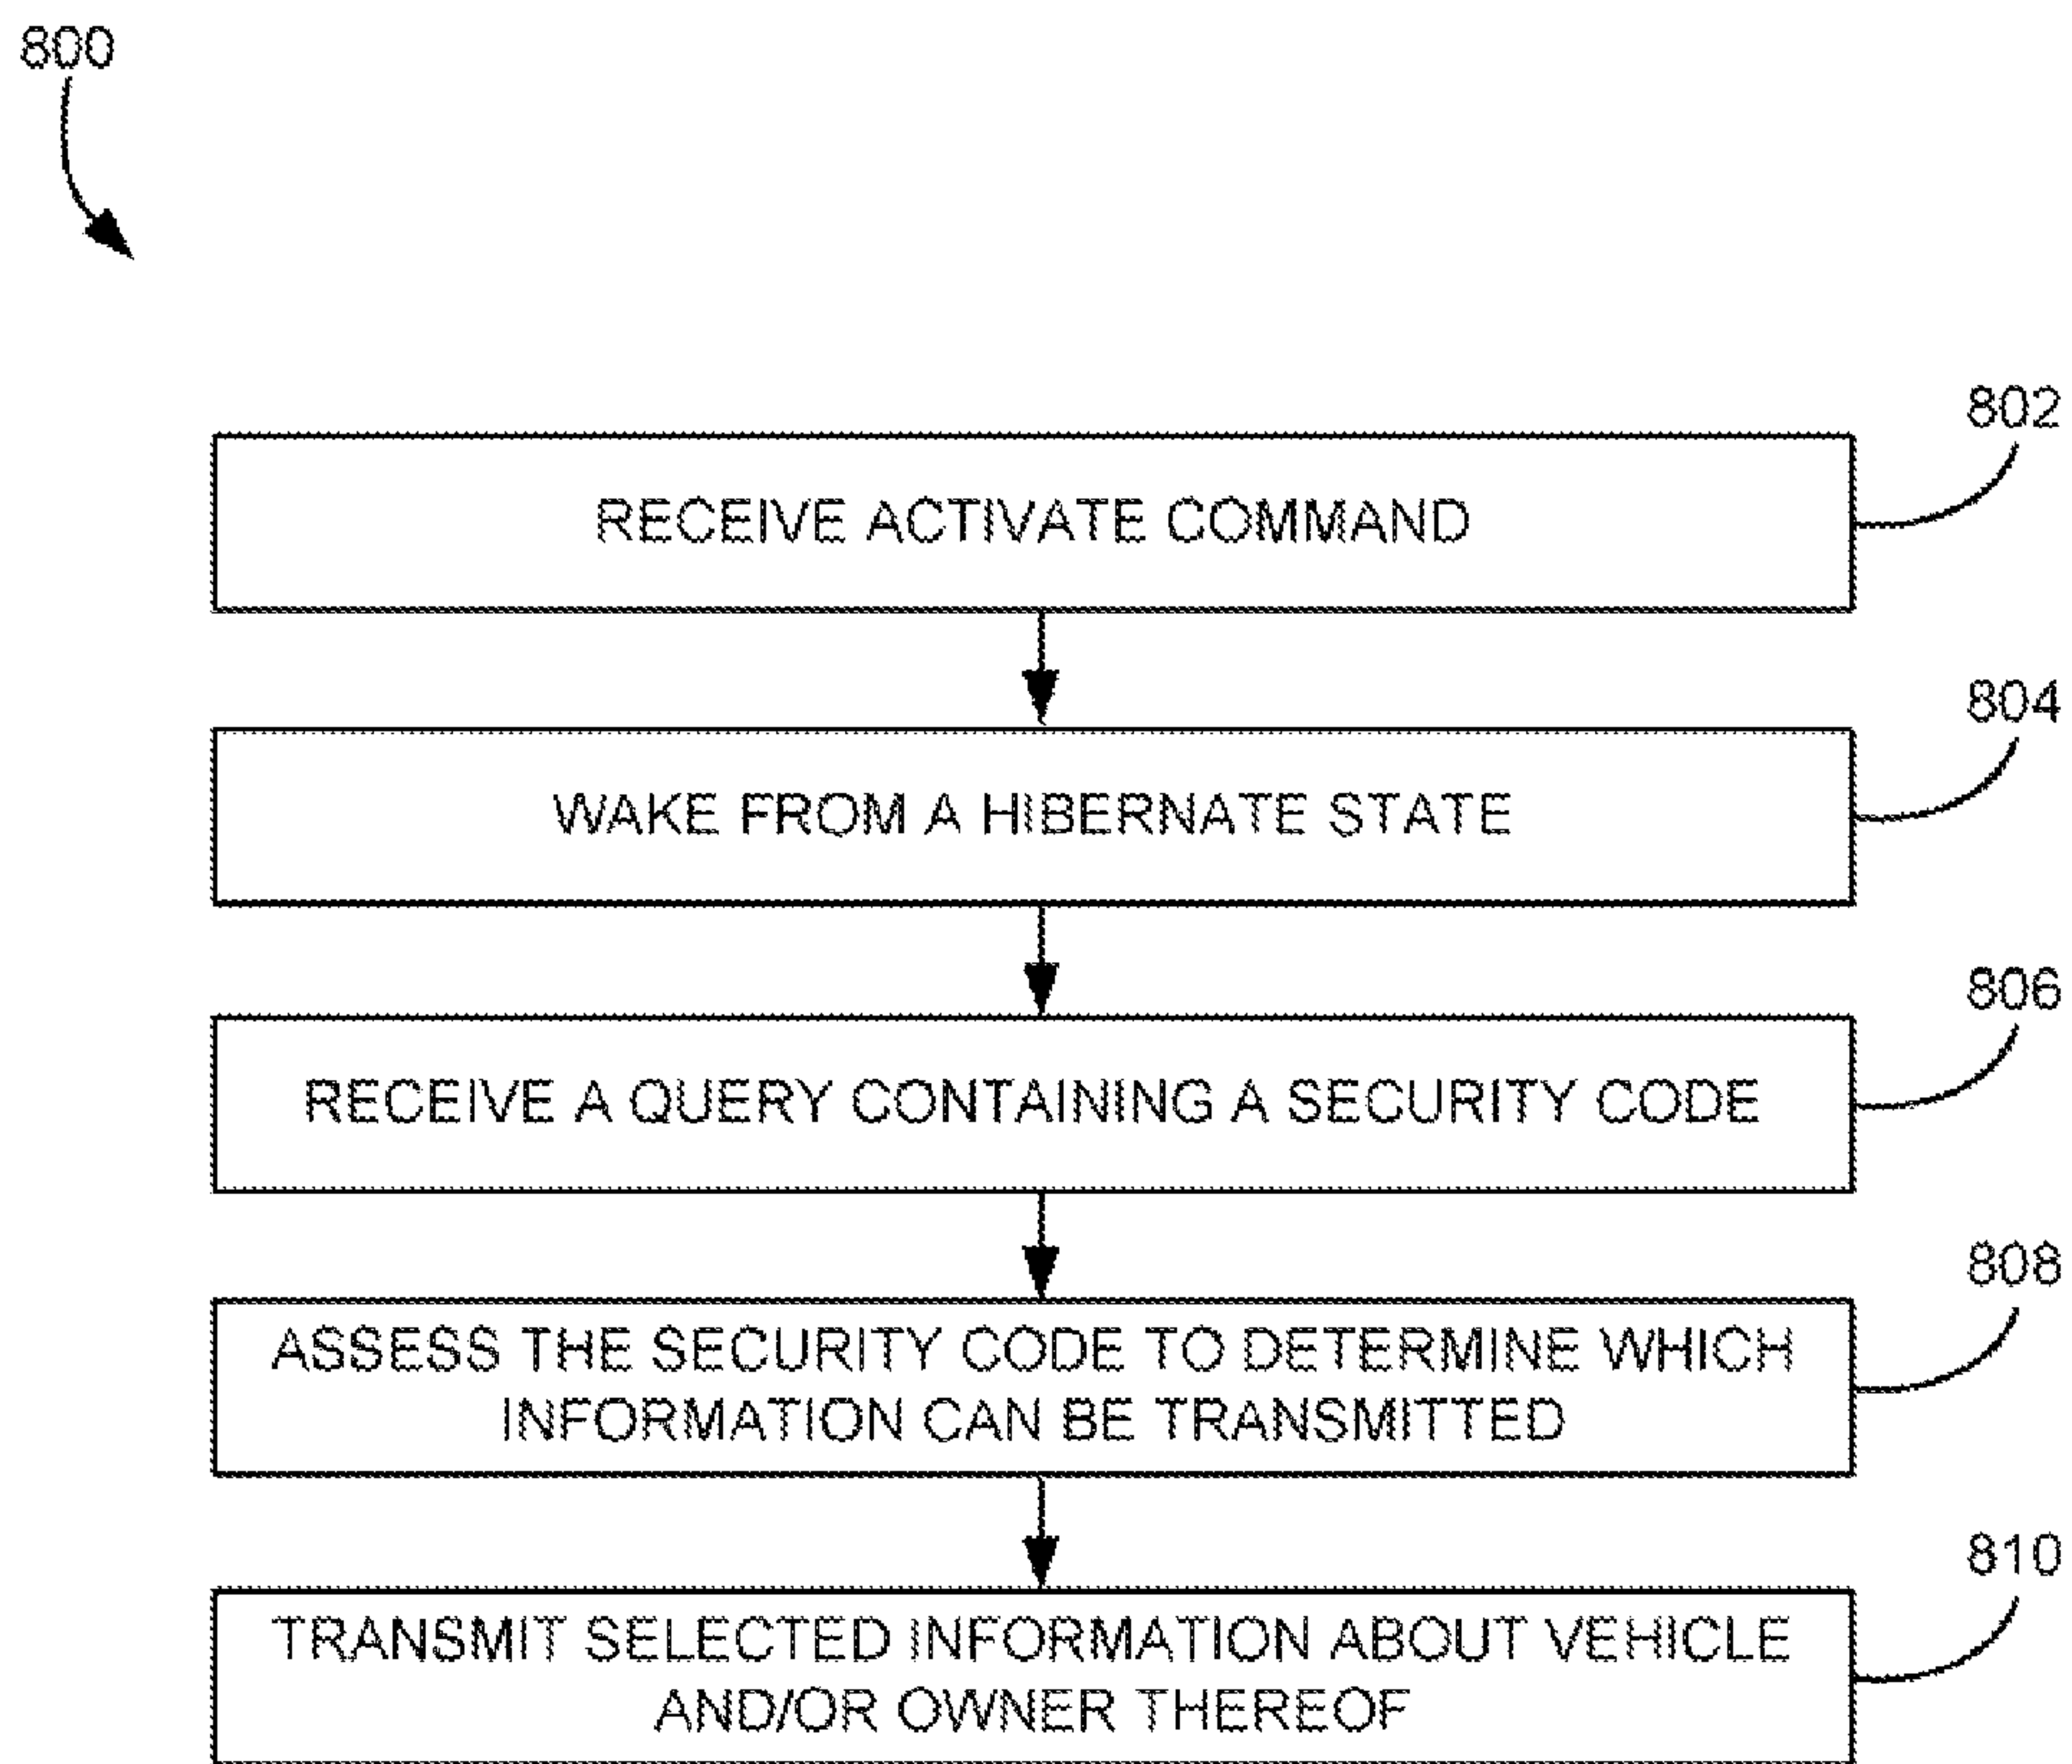 800
802
RECEIVE ACTIVATE COMMAND
804
WAKE FROM A HIBERNATE STATE
806
RECEIVE A QUERY CONTAINING A SECURITY CODE
808
ASSESS THE SECURITY CODE TO DETERMINE WHICH
INFORMATION CAN BE TRANSMITTED
810
TRANSMIT SELECTED INFORMATION ABOUT VEHICLE
AND/OR OWNER THEREOF